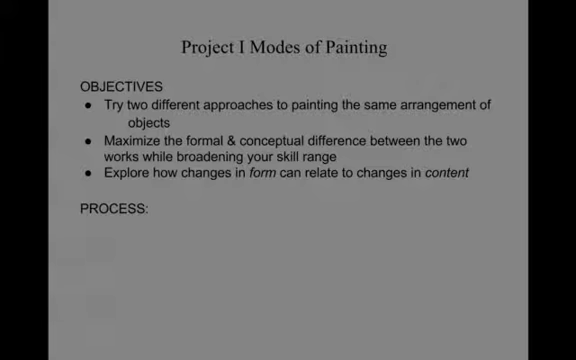 Project I Modes of Painting
OBJECTIVES
● Try two different approaches to painting the same arrangement of
objects
● Maximize the formal & conceptual difference between the two
works while broadening your skill range
● Explore how changes in form can relate to changes in content
PROCESS: